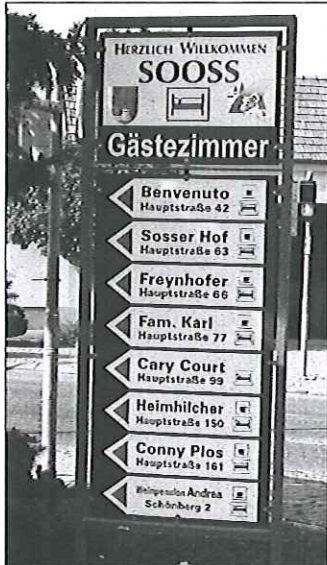 HERZLICH WILLKOMMEN
SOOSS
Gästezimmer
Benvenuto
Hauptstraße 42
Sosser Hof
Hauptstraße 63
Freynhofer
Hauptstraße 66
Fam. Karl
Hauptstraße 77
Cary Court
Hauptstraße 99
Heimhilcher
Hauptstraße 150
Conny Plos
Hauptstraße 161
Weinpension Andrea
Schönberg 2